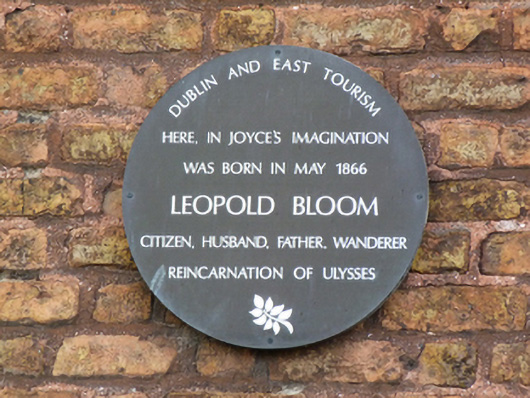 DUBLIN AND EAST TOURISM
HERE, IN JOYCE'S IMAGINATION
WAS BORN IN MAY 1866
LEOPOLD BLOOM
CITIZEN, HUSBAND, FATHER, WANDERER
REINCARNATION OF ULYSSES